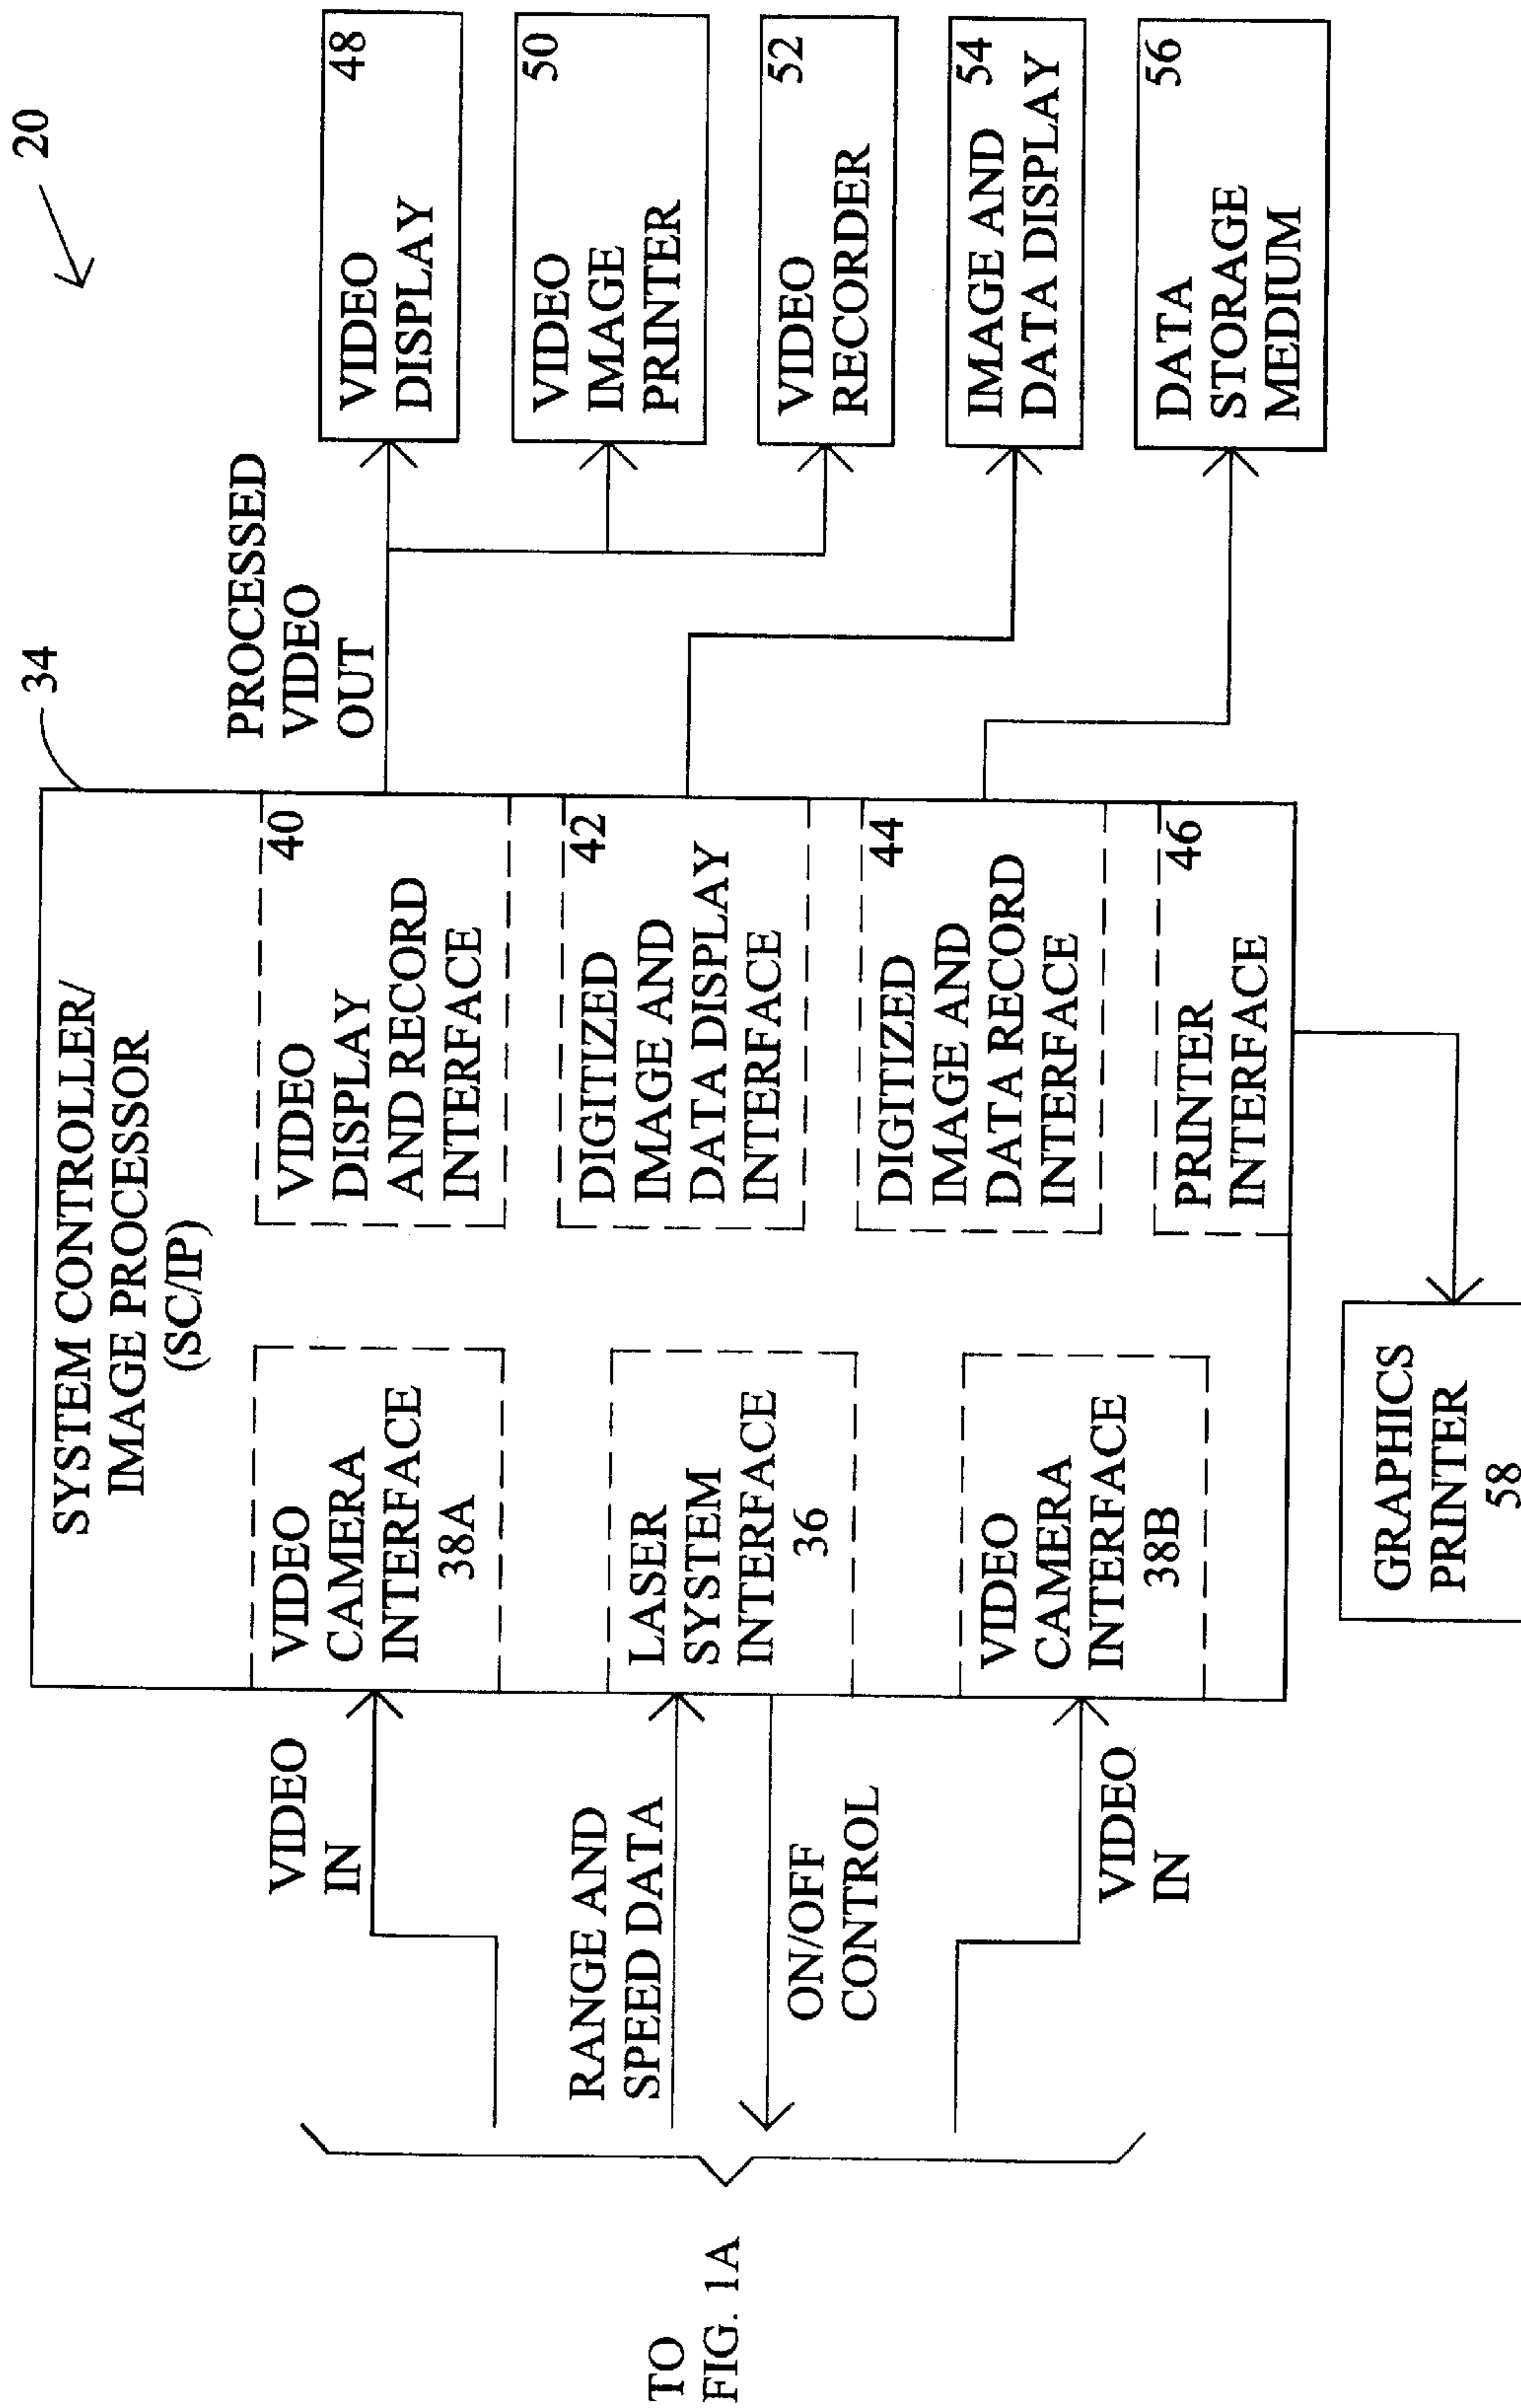 20
34
SYSTEM CONTROLLER/
IMAGE PROCESSOR
(SC/IP)
VIDEO
IN
RANGE AND
SPEED DATA
ON/OFF
CONTROL
VIDEO
IN
TO
FIG. 1A
VIDEO
CAMERA
INTERFACE
38A
LASER
SYSTEM
INTERFACE
36
VIDEO
CAMERA
INTERFACE
38B
40
VIDEO
DISPLAY
AND RECORD
INTERFACE
42
DIGITIZED
IMAGE AND
DATA DISPLAY
INTERFACE
44
DIGITIZED
IMAGE AND
DATA RECORD
INTERFACE
46
PRINTER
INTERFACE
PROCESSED
VIDEO
OUT
48
VIDEO
DISPLAY
50
VIDEO
IMAGE
PRINTER
52
VIDEO
RECORDER
54
IMAGE AND
DATA DISPLAY
56
DATA
STORAGE
MEDIUM
GRAPHICS
PRINTER
58